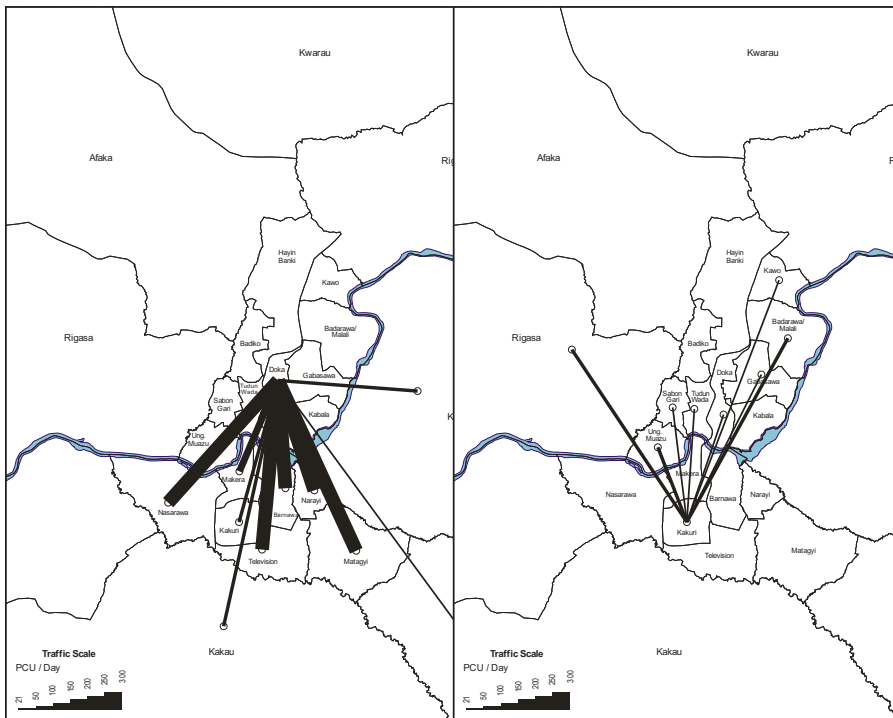 Kwarau
Afaka
Rig
Hayin
Banki
Kawo
Badarawa/
Malali
Rigasa
Badiko
Doka
Gabasawa
Tudun
Wada
Sabon
Gari
Kabala
K
Ung.
Muazu
Makera
Nasarawa
Narayi
Barnawa
Kakuri
Television
Matagyi
Kakau
Traffic Scale
PCU / Day
21 50 100 150 200 250 300
Kwarau
Afaka
R
Hayin
Banki
Kawo
Badarawa/
Malali
Rigasa
Badiko
Doka
Gabasawa
Sabon
Gari
Tudun
Wada
Kabala
Ung.
Muazu
Makera
Nasarawa
Barnawa
Narayi
Kakuri
Television
Matagyi
Kakau
Traffic Scale
PCU / Day
21 50 100 150 200 250 300